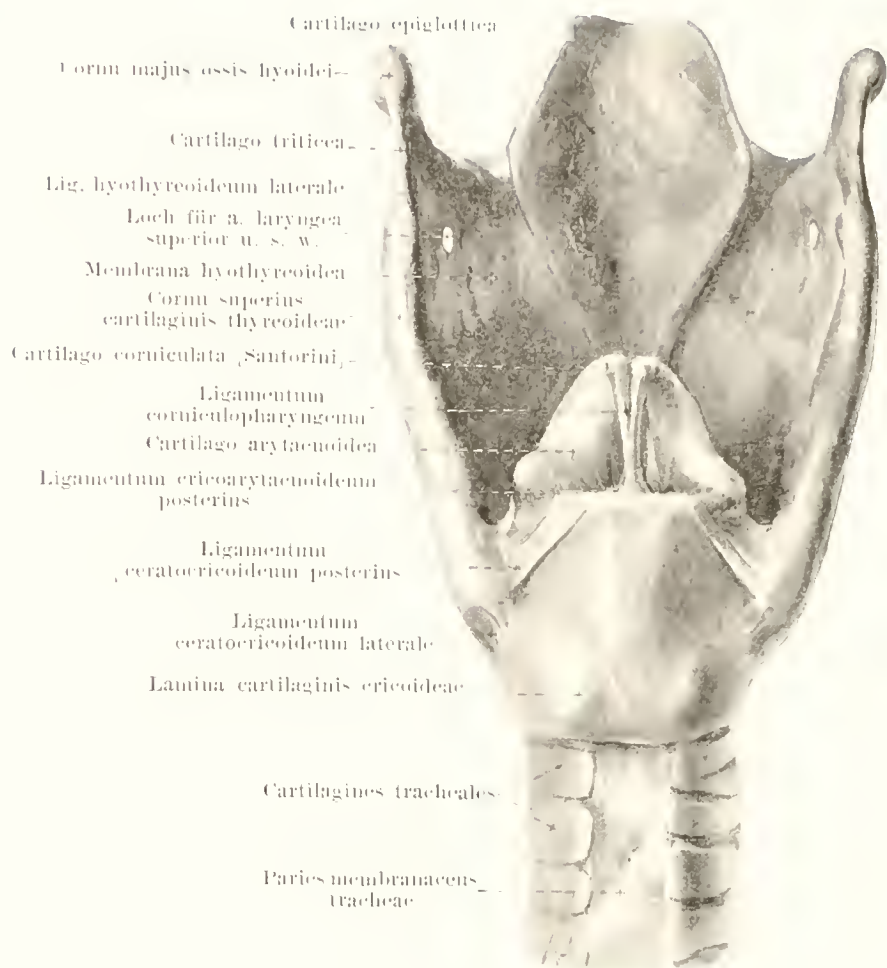 Cartilago epiglottica
Cornu majus ossis hyoidei
Cartilago triticea
Lig. hyothyreoideum laterale
Loch für a. laryngea
superior u. s. w.
Membrana hyothyreoidea
Cornu superius
cartilaginis thyreoideae
Cartilago corniculata (Santorini)
Ligamentum
corniculopharyngeum
Cartilago arytaenoidea
Ligamentum cricoarytaenoideum
posterius
Ligamentum
ceratocricoideum posterius
Ligamentum
ceratocricoideum laterale
Lamina cartilaginis cricoideae
Cartilagines tracheales
Paries membranaceus
tracheae